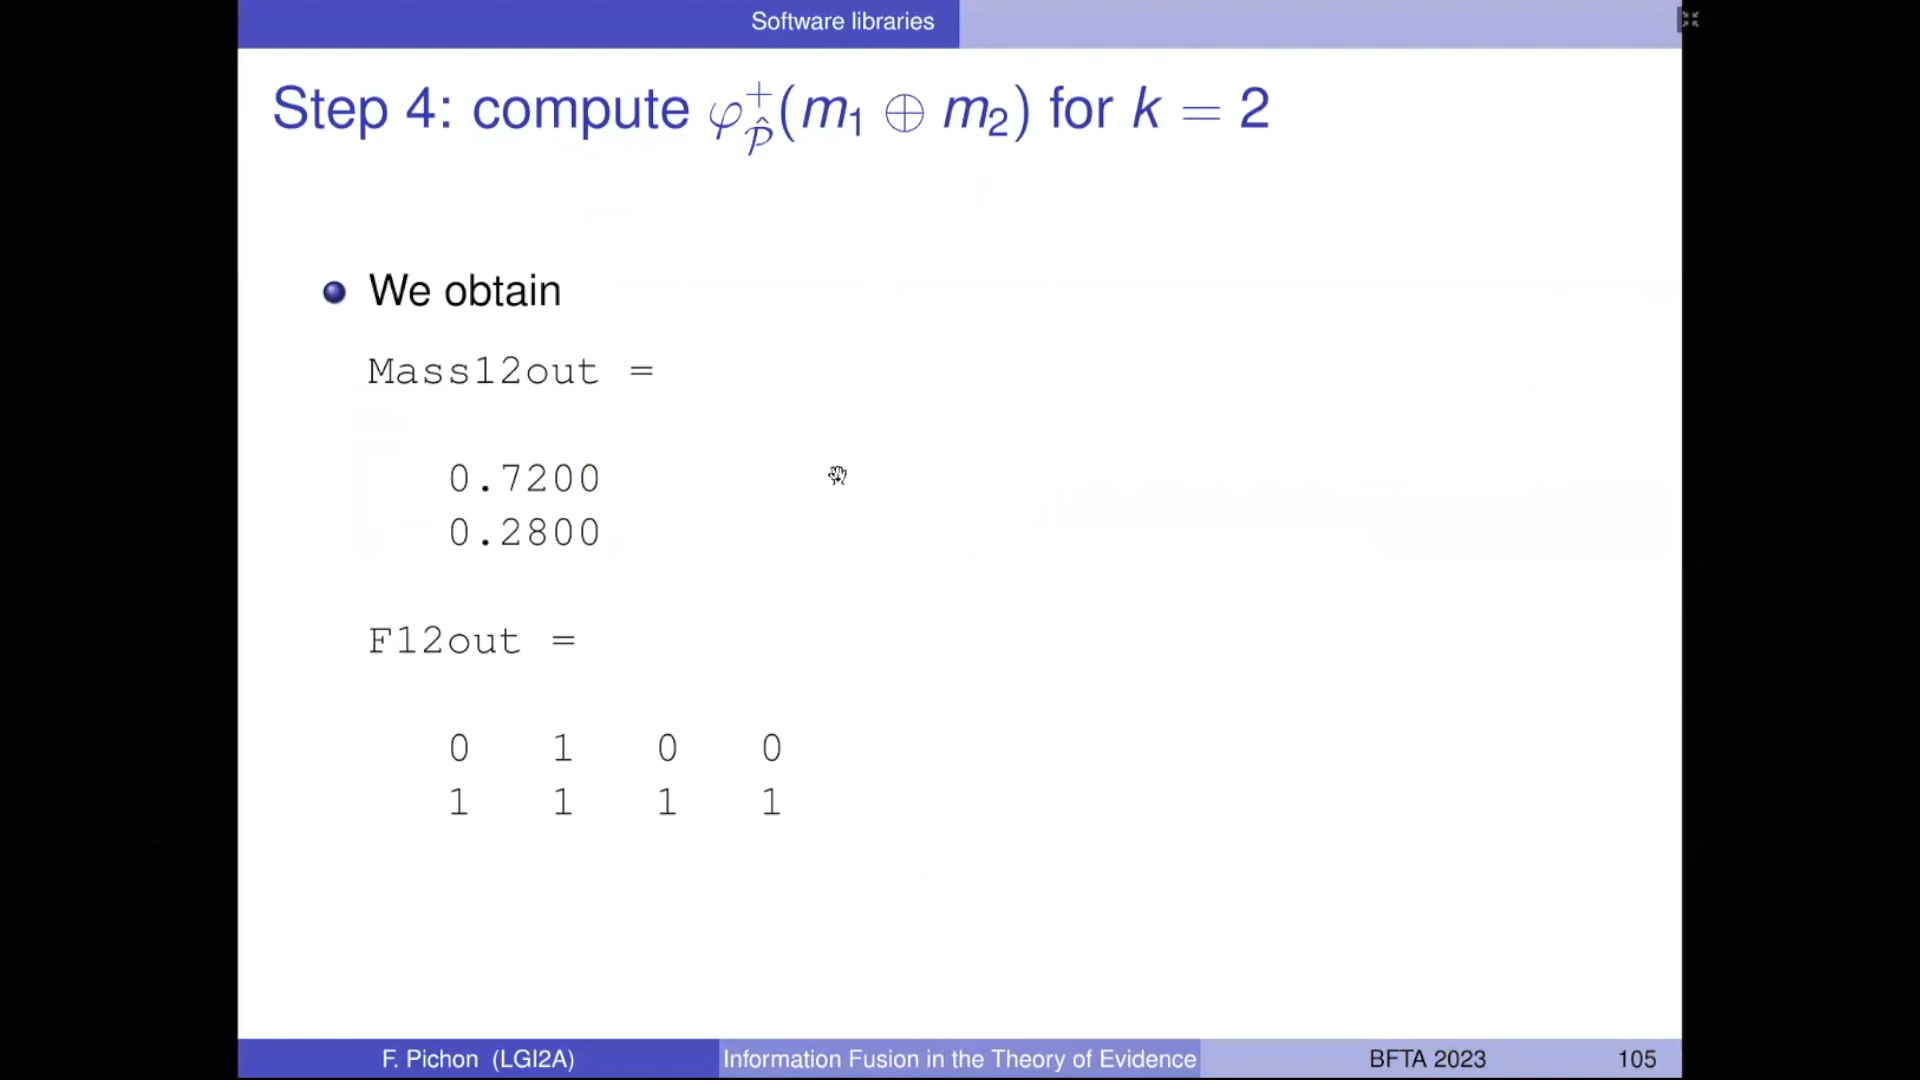 Software libraries
Step 4: compute φ⁺_𝒫̂(m₁ ⊕ m₂) for k = 2
We obtain
Mass12out =
0.7200
0.2800
F12out =
0 1 0 0
1 1 1 1
F. Pichon (LGI2A) Information Fusion in the Theory of Evidence BFTA 2023 105